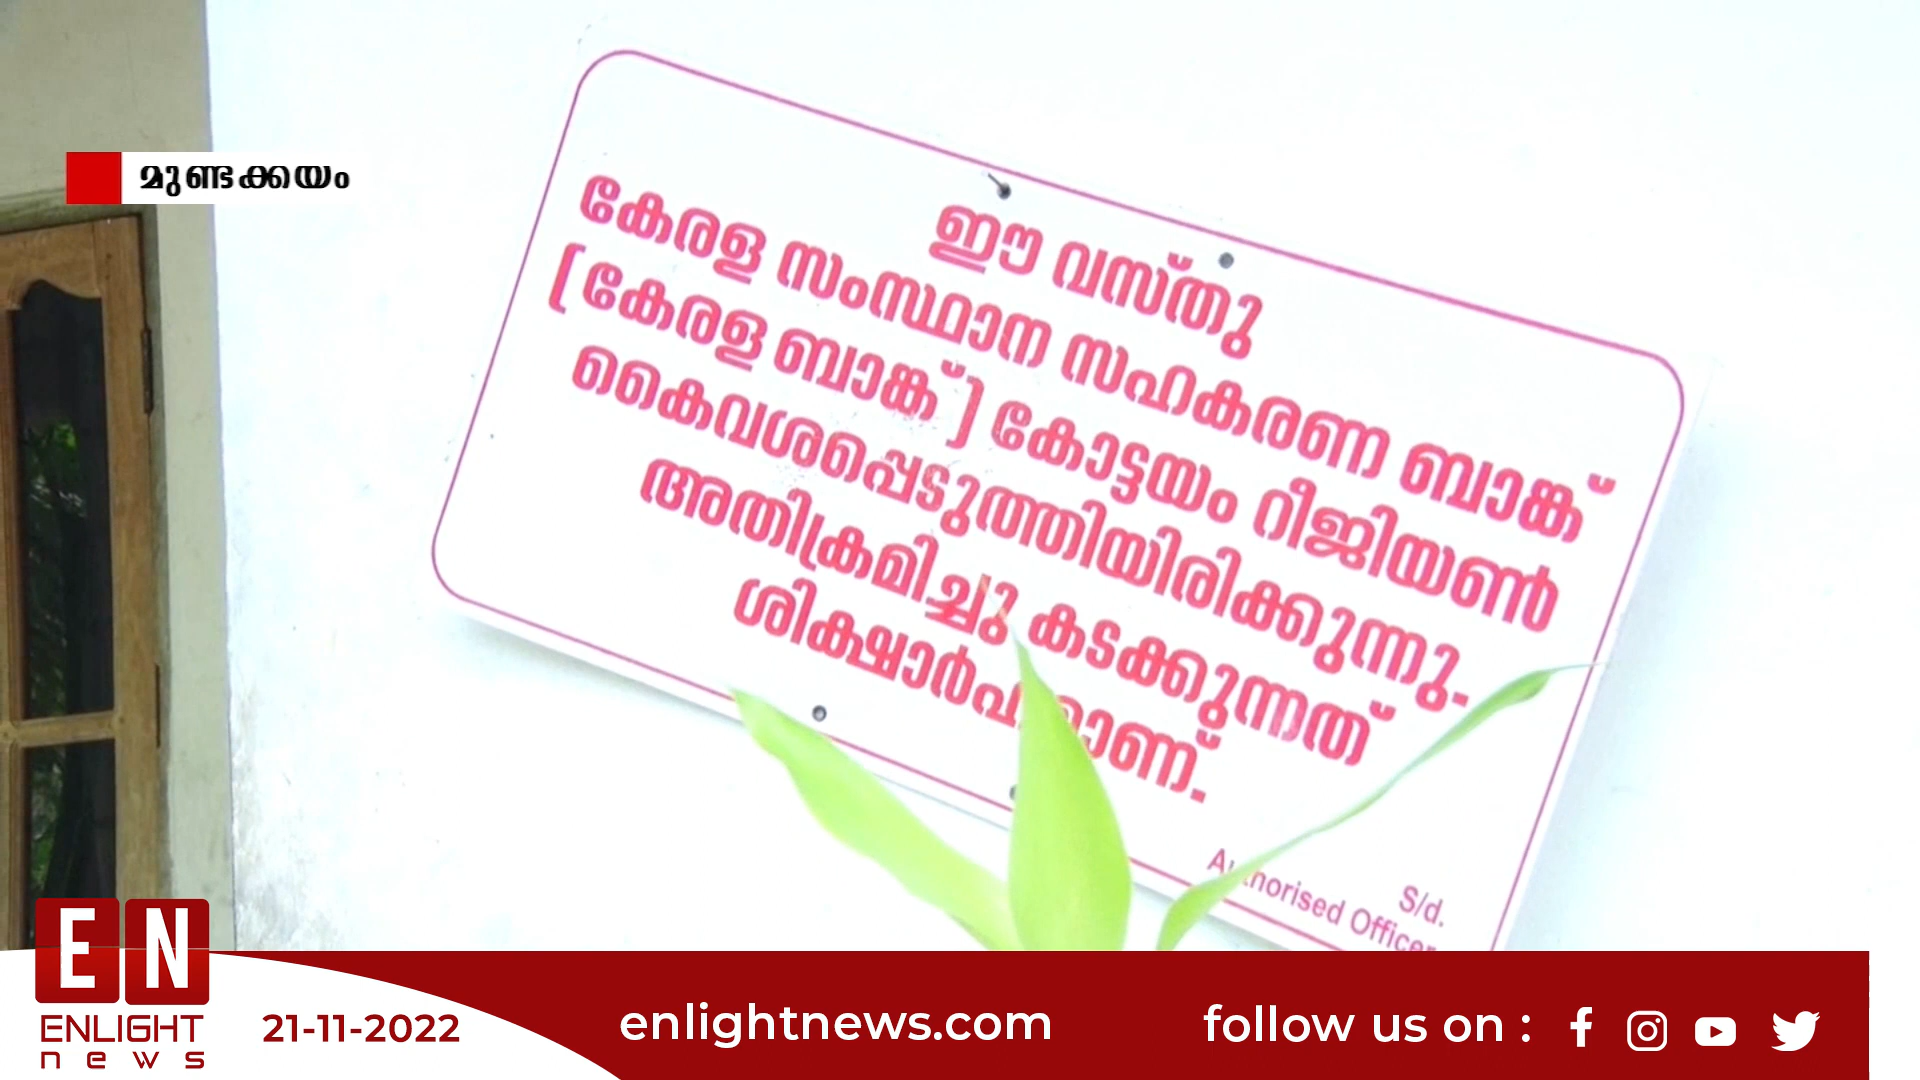 മുണ്ടക്കയം
ഈ വസ്തു
കേരള സംസ്ഥാന സഹകരണ ബാങ്ക്
[കേരള ബാങ്ക്] കോട്ടയം റീജിയൺ
കൈവശപ്പെടുത്തിയിരിക്കുന്നു.
അതിക്രമിച്ചു കടക്കുന്നത്
ശിക്ഷാർഹമാണ്.
S/d.
Authorised Officer
EN
ENLIGHT
news
21-11-2022
enlightnews.com
follow us on :